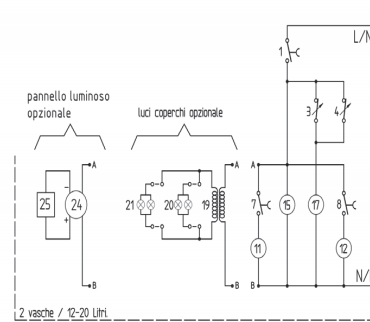 L/N
1
pannello luminoso
opzionale
luci coperchi opzionale
3
4
A
A
A
25
–
+
24
21
20
19
7
15
17
8
11
12
B
B
B
N/
2 vasche / 12-20 Litri